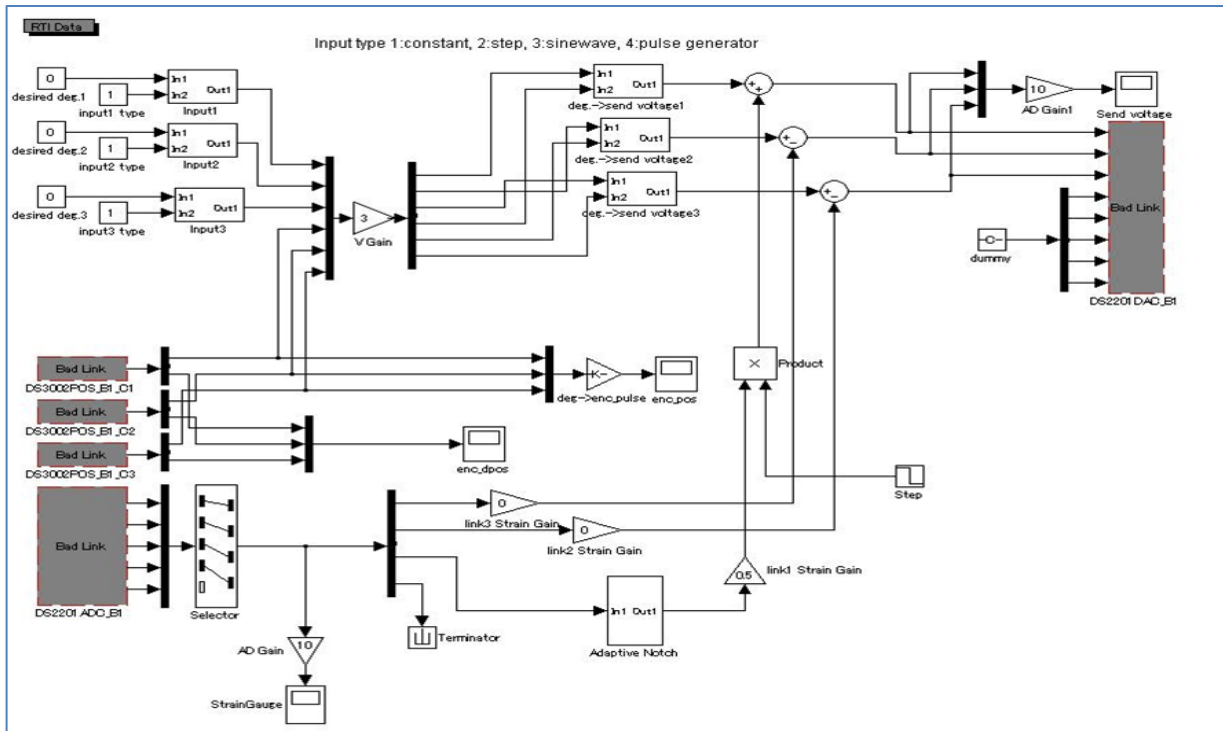 RTI Data
Input type 1:constant, 2:step, 3:sinewave, 4:pulse generator
0
desired deg.1
1
input1 type
In1
In2
Out1
Input1
0
desired deg.2
1
input2 type
In1
In2
Out1
Input2
0
desired deg.3
1
input3 type
In1
In2
Out1
Input3
3
V Gain
In1
In2
Out1
deg.->send voltage1
In1
In2
Out1
deg.->send voltage2
In1
In2
Out1
deg.->send voltage3
10
AD Gain1
Send voltage
-C-
dummy
Bad Link
DS2201 DAC_B1
Bad Link
DS3002POS_B1_C1
Bad Link
DS3002POS_B1_C2
Bad Link
DS3002POS_B1_C3
-K-
deg->enc_pulse
enc_pos
enc_dpos
Product
Step
Bad Link
DS2201 ADC_B1
Selector
0
link3 Strain Gain
0
link2 Strain Gain
0.5
link1 Strain Gain
In1 Out1
Adaptive Notch
Terminator
10
AD Gain
StrainGauge